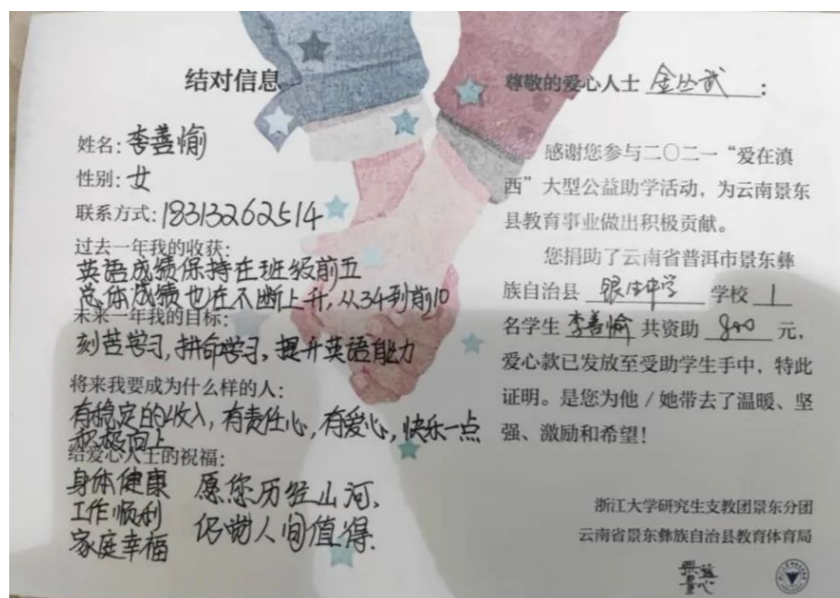 结对信息
姓名：李善愉
性别：女
联系方式：18313262514
过去一年我的收获：
英语成绩保持在班级前五
总体成绩也在不断上升，从34到前10
未来一年我的目标：
刻苦学习，拼命学习，提升英语能力
将来我要成为什么样的人：
有稳定的收入，有责任心，有爱心，快乐一点
积极向上
给爱心人士的祝福：
身体健康
工作顺利
家庭幸福
愿您历经山河，
仍觉人间值得.
尊敬的爱心人士 金丛武：
感谢您参与二〇二一“爱在滇
西”大型公益助学活动，为云南景东
县教育事业做出积极贡献。
您捐助了云南省普洱市景东彝
族自治县 银生中学 学校 1
名学生 李善愉 共资助 800 元，
爱心款已发放至受助学生手中，特此
证明。是您为他/她带去了温暖、坚
强、激励和希望！
浙江大学研究生支教团景东分团
云南省景东彝族自治县教育体育局